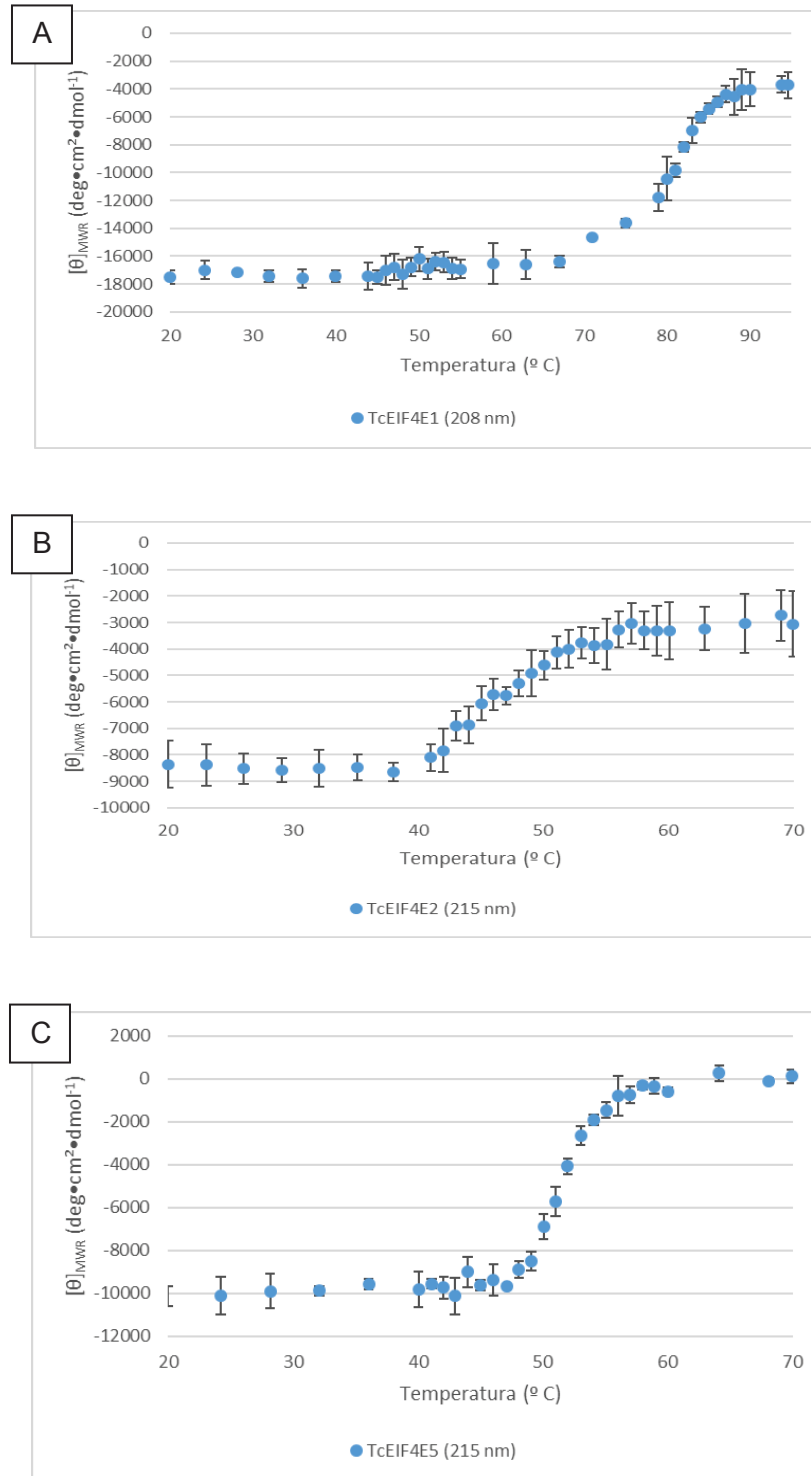 A
0
-2000
-4000
-6000
-8000
-10000
-12000
-14000
-16000
-18000
-20000
[θ]MWR (deg•cm²•dmol-1)
20 30 40 50 60 70 80 90
Temperatura (º C)
TcEIF4E1 (208 nm)
B
0
-1000
-2000
-3000
-4000
-5000
-6000
-7000
-8000
-9000
-10000
[θ]MWR (deg•cm²•dmol-1)
20 30 40 50 60 70
Temperatura (º C)
TcEIF4E2 (215 nm)
C
2000
0
-2000
-4000
-6000
-8000
-10000
-12000
[θ]MWR (deg•cm²•dmol-1)
20 30 40 50 60 70
Temperatura (º C)
TcEIF4E5 (215 nm)